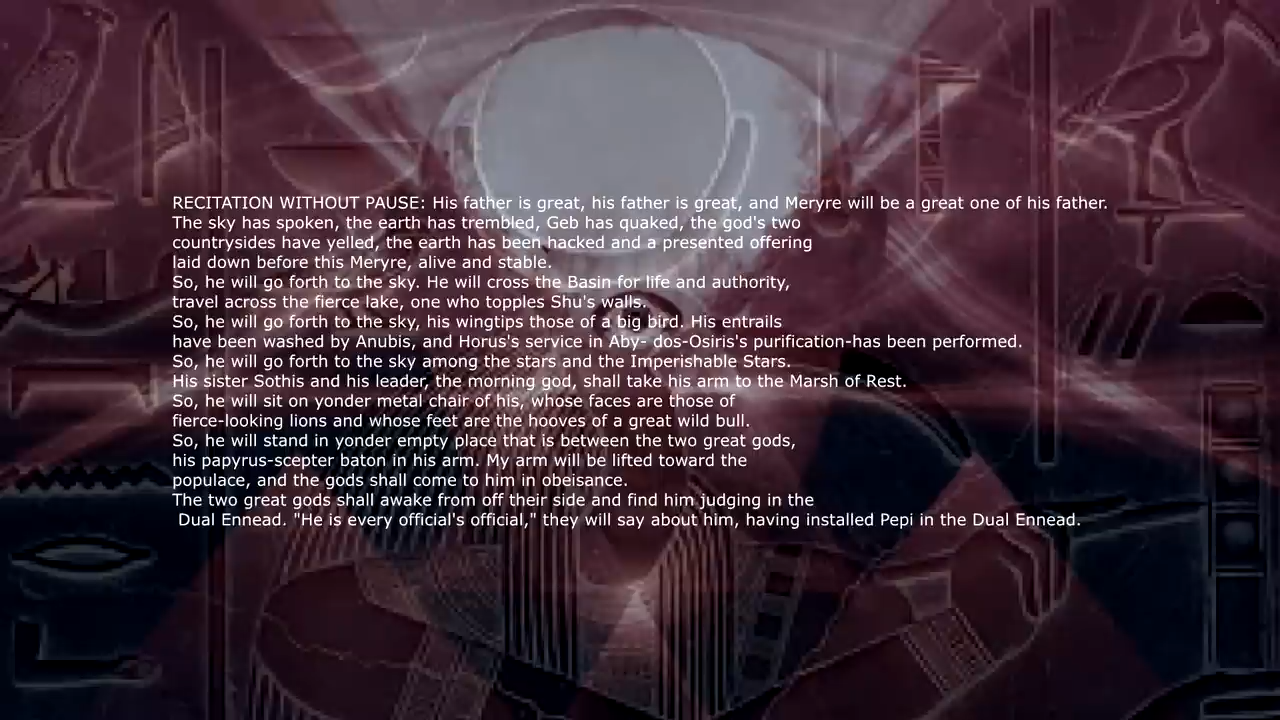 RECITATION WITHOUT PAUSE: His father is great, his father is great, and Meryre will be a great one of his father.
The sky has spoken, the earth has trembled, Geb has quaked, the god's two
countrysides have yelled, the earth has been hacked and a presented offering
laid down before this Meryre, alive and stable.
So, he will go forth to the sky. He will cross the Basin for life and authority,
travel across the fierce lake, one who topples Shu's walls.
So, he will go forth to the sky, his wingtips those of a big bird. His entrails
have been washed by Anubis, and Horus's service in Aby- dos-Osiris's purification-has been performed.
So, he will go forth to the sky among the stars and the Imperishable Stars.
His sister Sothis and his leader, the morning god, shall take his arm to the Marsh of Rest.
So, he will sit on yonder metal chair of his, whose faces are those of
fierce-looking lions and whose feet are the hooves of a great wild bull.
So, he will stand in yonder empty place that is between the two great gods,
his papyrus-scepter baton in his arm. My arm will be lifted toward the
populace, and the gods shall come to him in obeisance.
The two great gods shall awake from off their side and find him judging in the
Dual Ennead. "He is every official's official," they will say about him, having installed Pepi in the Dual Ennead.